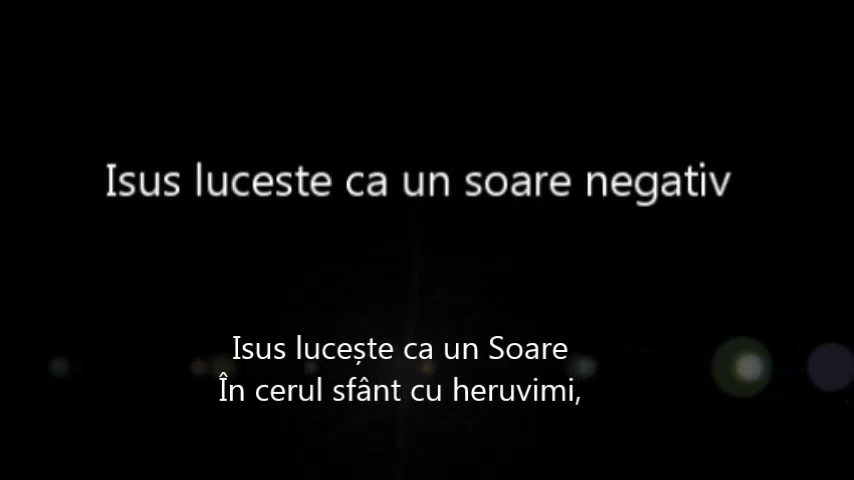 Isus luceste ca un soare negativ
Isus lucește ca un Soare
În cerul sfânt cu heruvimi,